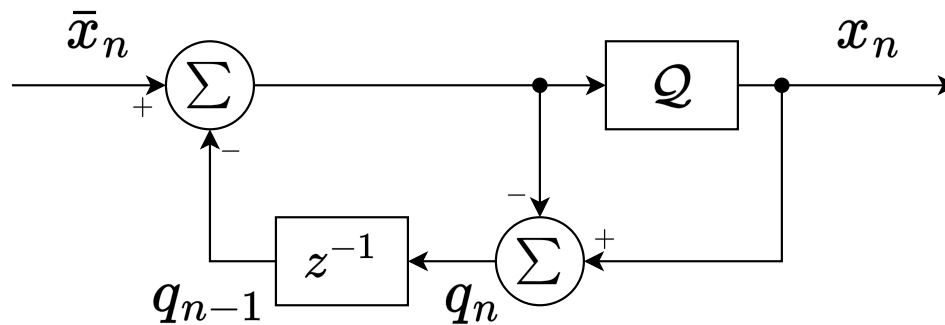 x̄ₙ xₙ
+ ∑ 𝒬
−
− +
z⁻¹ ∑
qₙ₋₁ qₙ